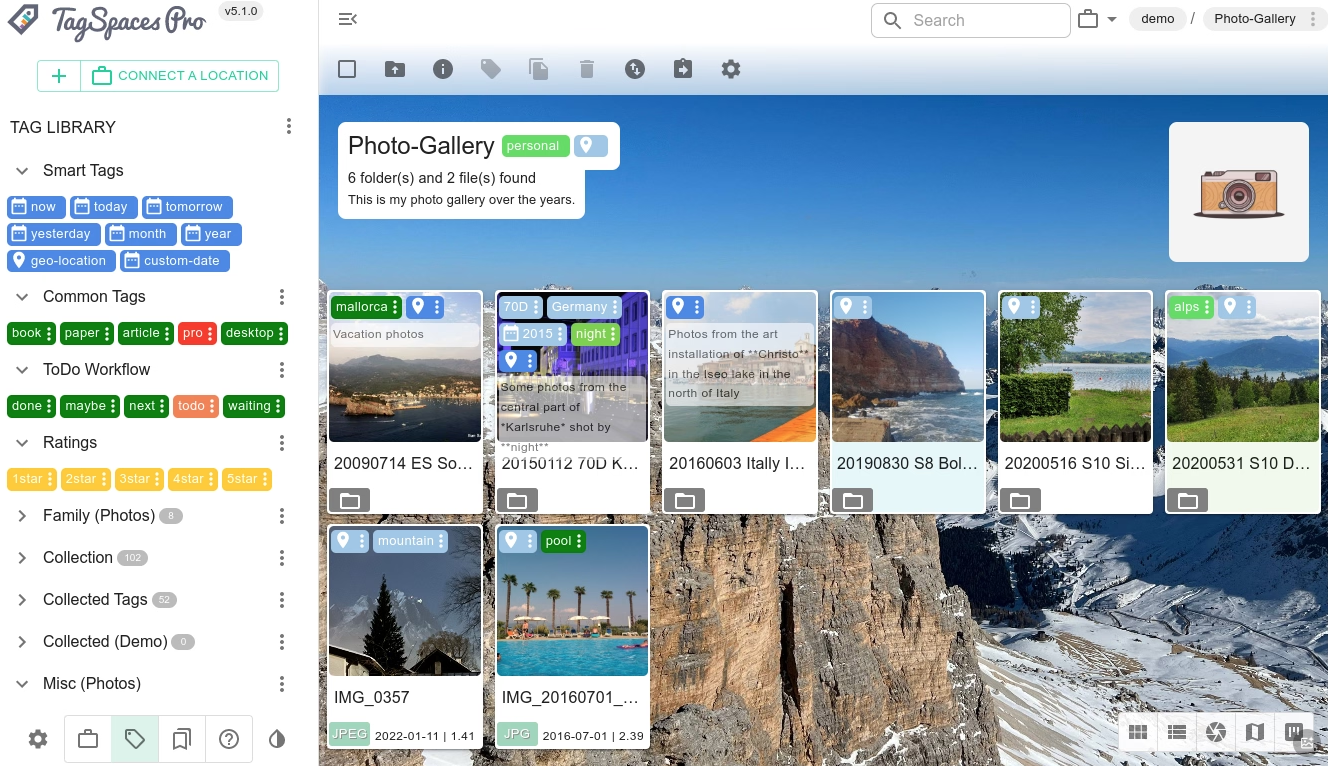 TagSpaces Pro
v5.1.0
CONNECT A LOCATION
TAG LIBRARY
Smart Tags
now today tomorrow
yesterday month year
geo-location custom-date
Common Tags
book paper article pro desktop
ToDo Workflow
done maybe next todo waiting
Ratings
1star 2star 3star 4star 5star
Family (Photos) 8
Collection 102
Collected Tags 52
Collected (Demo) 0
Misc (Photos)
Search
demo / Photo-Gallery
Photo-Gallery personal
6 folder(s) and 2 file(s) found
This is my photo gallery over the years.
mallorca
Vacation photos
20090714 ES So...
70D Germany
2015 night
Some photos from the
central part of
*Karlsruhe* shot by
**night**
20150112 70D K...
Photos from the art
installation of **Christo**
in the Iseo lake in the
north of Italy
20160603 Itally I...
20190830 S8 Bol...
20200516 S10 Si...
alps
20200531 S10 D...
mountain
IMG_0357
JPEG 2022-01-11 | 1.41
pool
IMG_20160701_...
JPG 2016-07-01 | 2.39